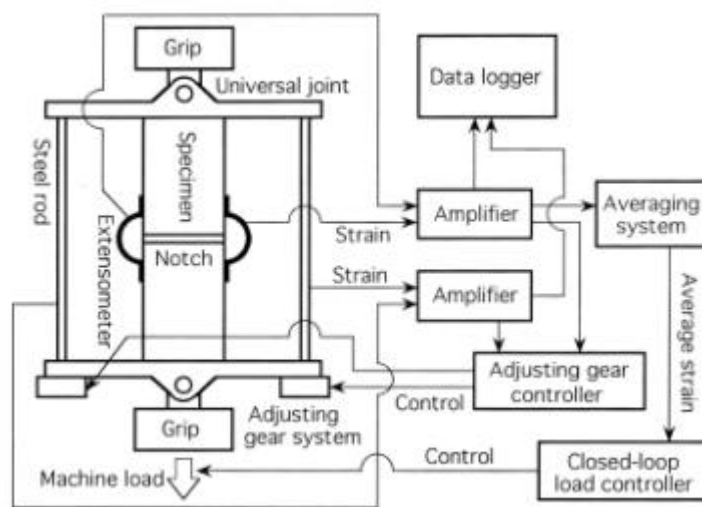 Grip
Universal joint
Data logger
Steel rod
Specimen
Extensometer
Notch
Strain
Amplifier
Averaging
system
Strain
Amplifier
Average strain
Adjusting gear
controller
Control
Adjusting
gear system
Grip
Machine load
Control
Closed-loop
load controller